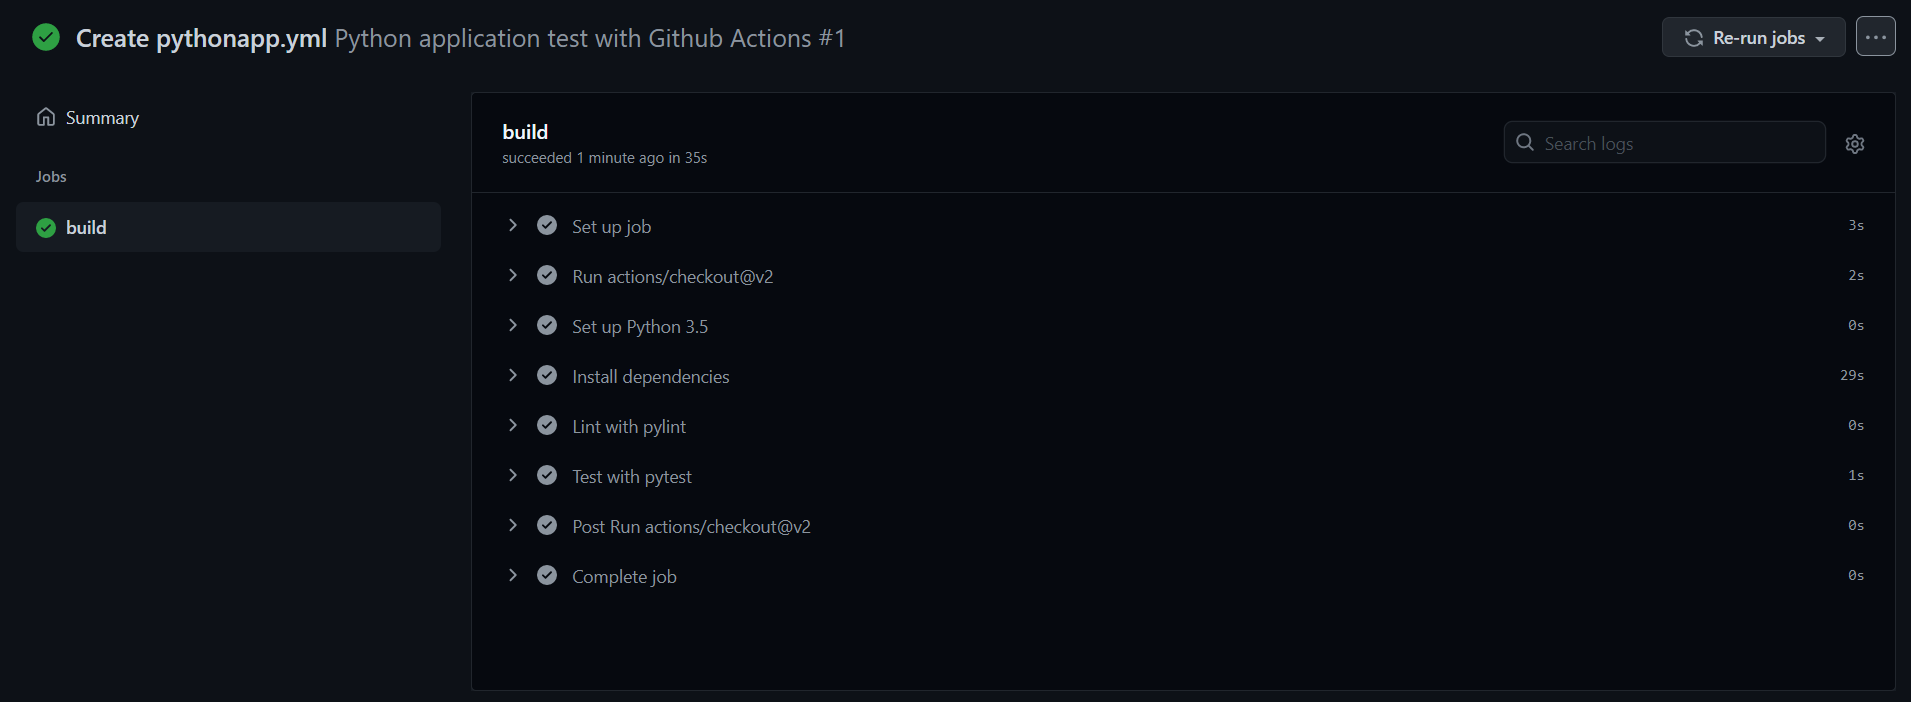 Create pythonapp.yml Python application test with Github Actions #1
Re-run jobs
Summary
Jobs
build
build
succeeded 1 minute ago in 35s
Search logs
Set up job 3s
Run actions/checkout@v2 2s
Set up Python 3.5 0s
Install dependencies 29s
Lint with pylint 0s
Test with pytest 1s
Post Run actions/checkout@v2 0s
Complete job 0s